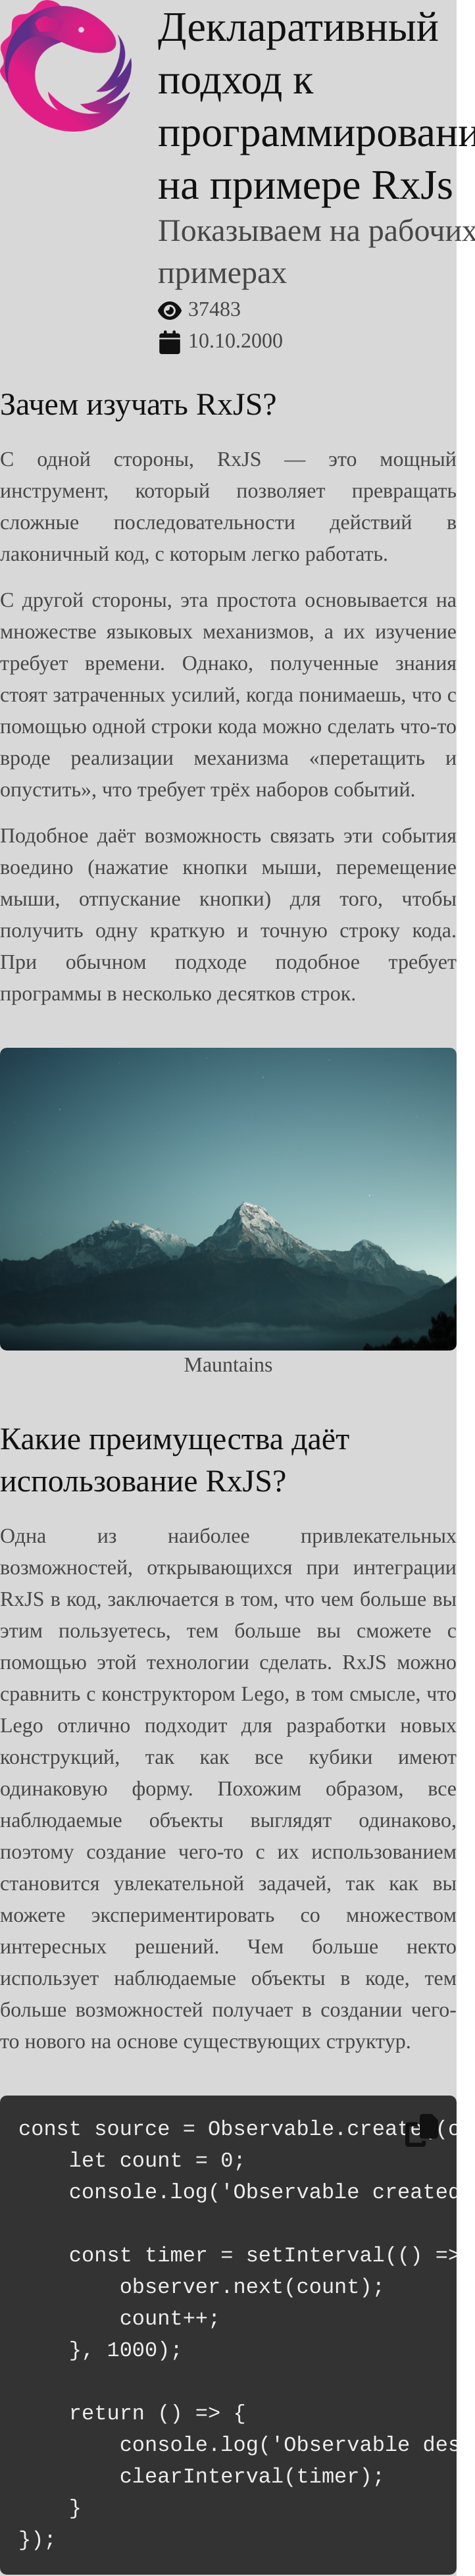 Декларативный
подход к
программировани
на примере RxJs
Показываем на рабочих
примерах
37483
10.10.2000
Зачем изучать RxJS?
С одной стороны, RxJS — это мощный
инструмент, который позволяет превращать
сложные последовательности действий в
лаконичный код, с которым легко работать.
С другой стороны, эта простота основывается на
множестве языковых механизмов, а их изучение
требует времени. Однако, полученные знания
стоят затраченных усилий, когда понимаешь, что с
помощью одной строки кода можно сделать что-то
вроде реализации механизма «перетащить и
опустить», что требует трёх наборов событий.
Подобное даёт возможность связать эти события
воедино (нажатие кнопки мыши, перемещение
мыши, отпускание кнопки) для того, чтобы
получить одну краткую и точную строку кода.
При обычном подходе подобное требует
программы в несколько десятков строк.
Mauntains
Какие преимущества даёт
использование RxJS?
Одна из наиболее привлекательных
возможностей, открывающихся при интеграции
RxJS в код, заключается в том, что чем больше вы
этим пользуетесь, тем больше вы сможете с
помощью этой технологии сделать. RxJS можно
сравнить с конструктором Lego, в том смысле, что
Lego отлично подходит для разработки новых
конструкций, так как все кубики имеют
одинаковую форму. Похожим образом, все
наблюдаемые объекты выглядят одинаково,
поэтому создание чего-то с их использованием
становится увлекательной задачей, так как вы
можете экспериментировать со множеством
интересных решений. Чем больше некто
использует наблюдаемые объекты в коде, тем
больше возможностей получает в создании чего-
то нового на основе существующих структур.
const source = Observable.create(o
let count = 0;
console.log('Observable created
const timer = setInterval(() =>
observer.next(count);
count++;
}, 1000);
return () => {
console.log('Observable des
clearInterval(timer);
}
});